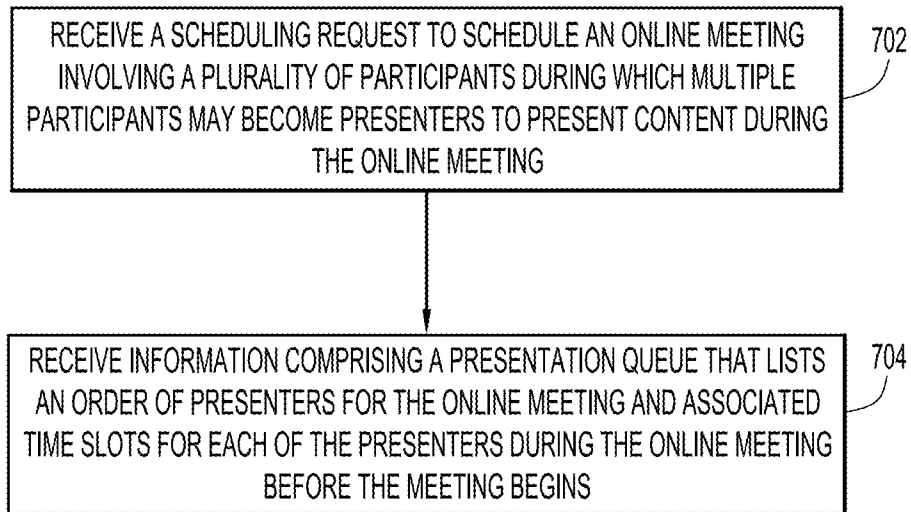 RECEIVE A SCHEDULING REQUEST TO SCHEDULE AN ONLINE MEETING
INVOLVING A PLURALITY OF PARTICIPANTS DURING WHICH MULTIPLE
PARTICIPANTS MAY BECOME PRESENTERS TO PRESENT CONTENT DURING
THE ONLINE MEETING
702
RECEIVE INFORMATION COMPRISING A PRESENTATION QUEUE THAT LISTS
AN ORDER OF PRESENTERS FOR THE ONLINE MEETING AND ASSOCIATED
TIME SLOTS FOR EACH OF THE PRESENTERS DURING THE ONLINE MEETING
BEFORE THE MEETING BEGINS
704